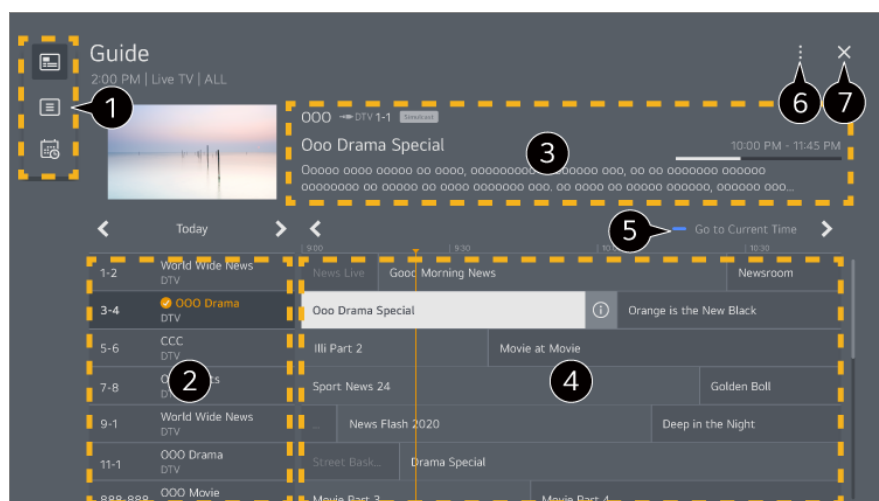 Guide
2:00 PM | Live TV | ALL
1
6
7
OOO DTV 1-1 Simulcast
Ooo Drama Special
3
10:00 PM - 11:45 PM
Ooooo oooo ooooo oo oooo, ooooooooo oo ooooooooo ooo, oo oo ooooooo oooooo
ooooooooo oo ooooo oo oooo ooooooo ooo. oo oooo oo ooooo oooooo, oooooo ooo...
Today
5
Go to Current Time
9:00
9:30
10:30
1-2 World Wide News
DTV
News Live Good Morning News Newsroom
3-4 OOO Drama
DTV
Ooo Drama Special Orange is the New Black
5-6 CCC
DTV
Illi Part 2 Movie at Movie
7-8
2
Sport News 24
4
Golden Boll
9-1 World Wide News
DTV
... News Flash 2020 Deep in the Night
11-1 OOO Drama
DTV
Street Bask... Drama Special
888-888 OOO Movie
Movie Part 3 Movie Part 4